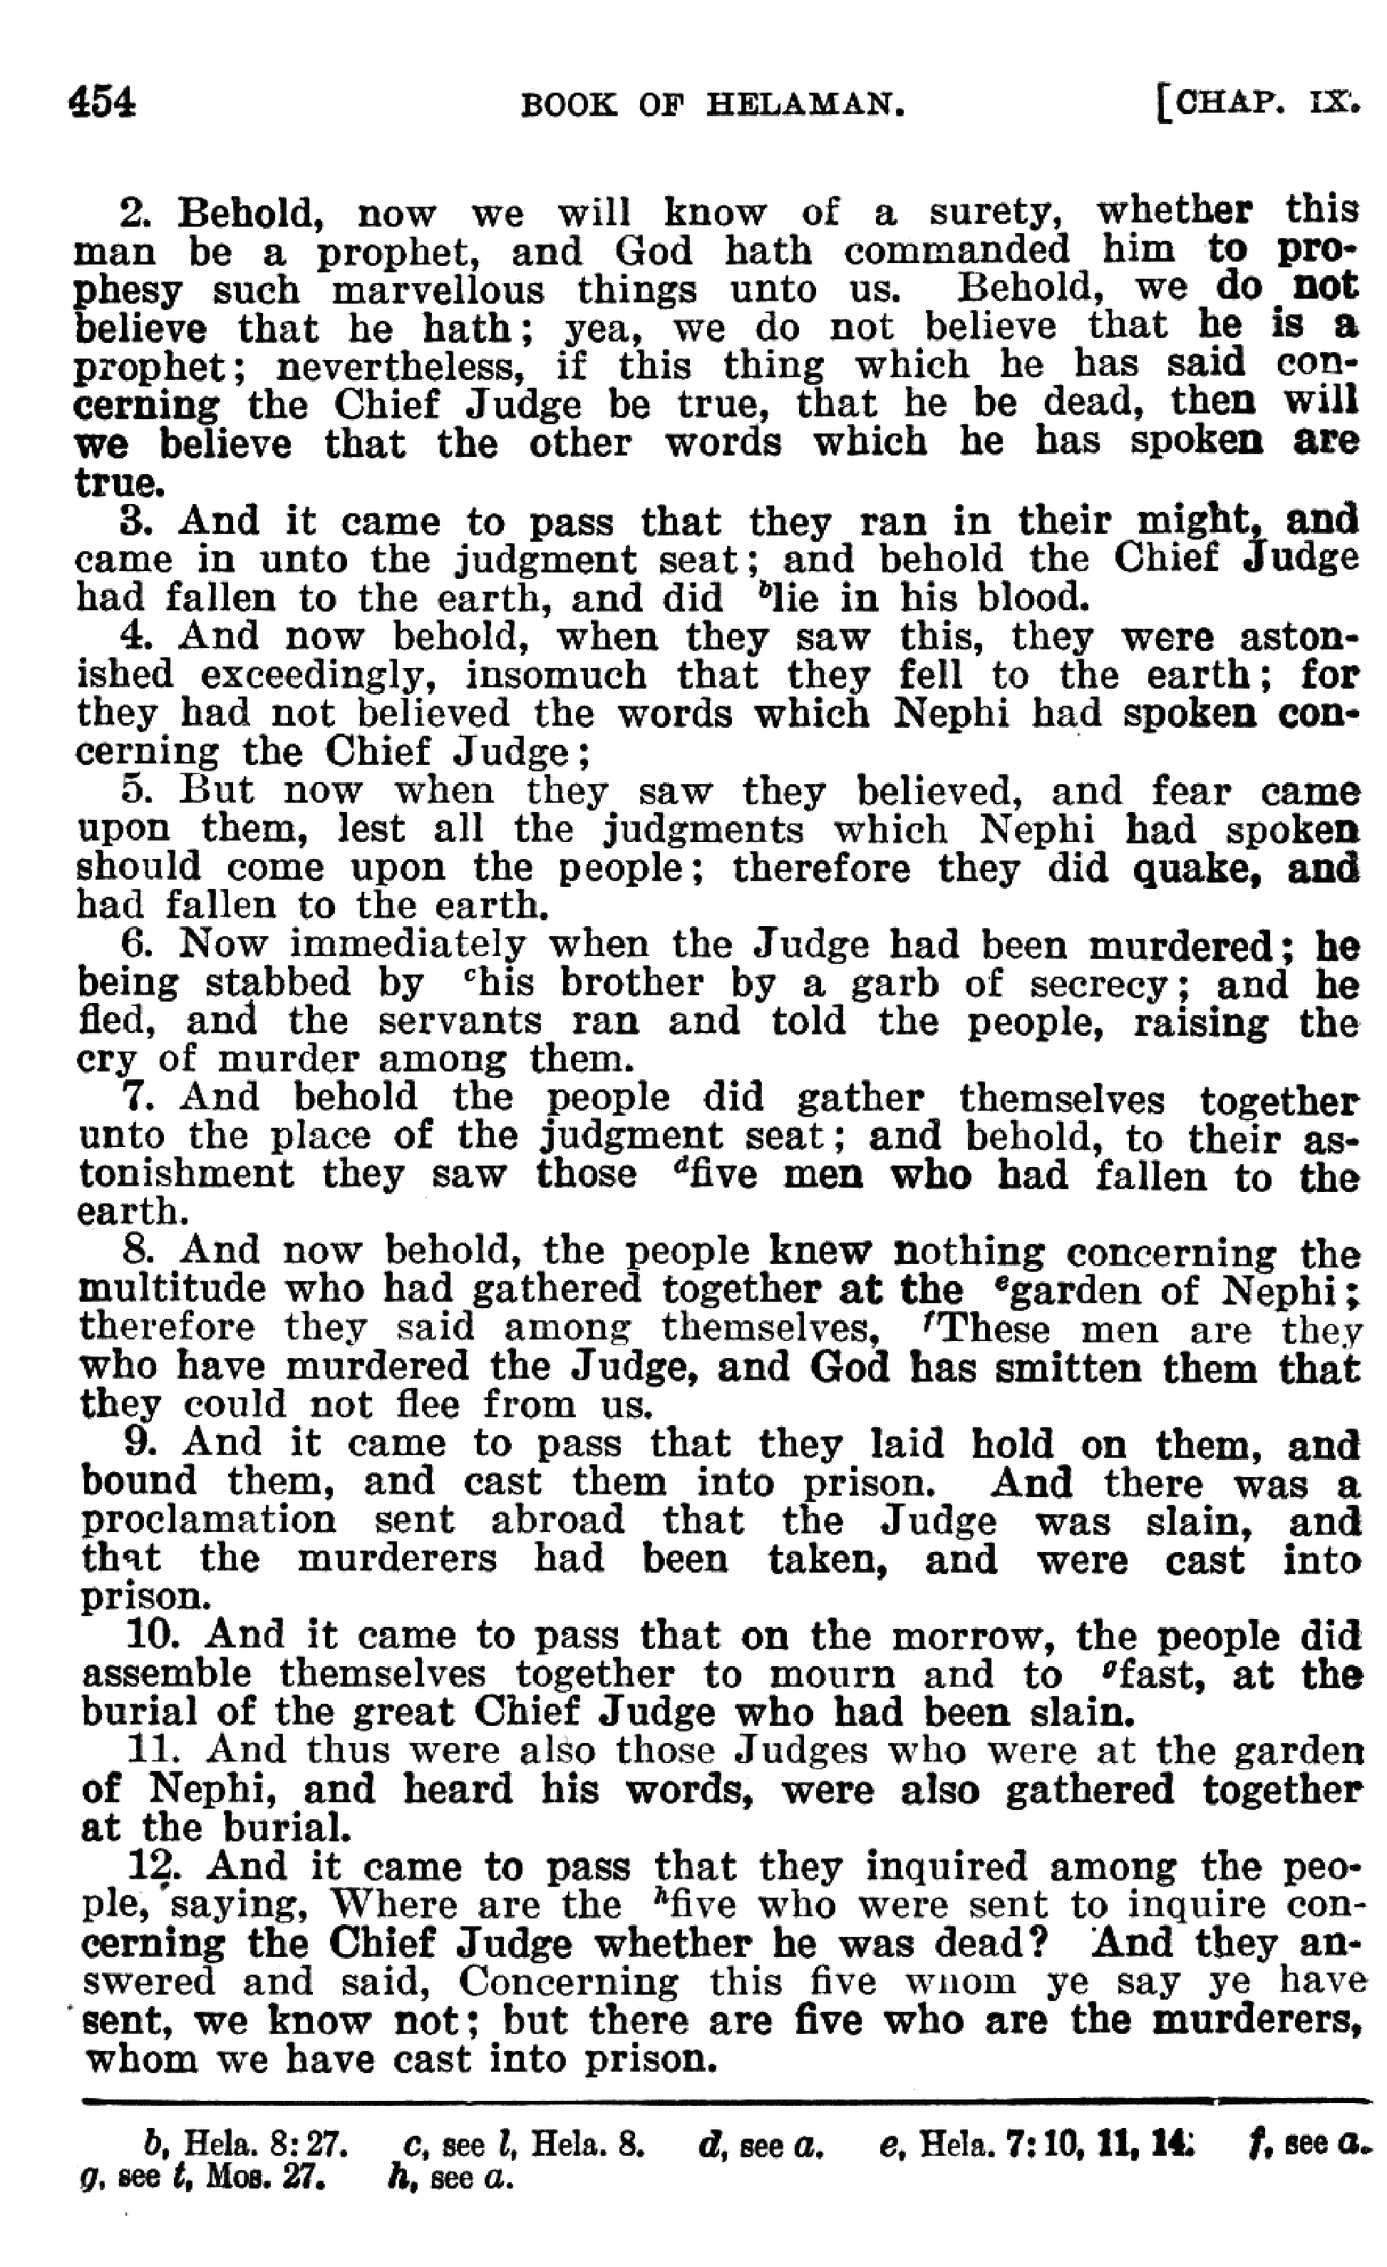 454 BOOK OF HELAMAN. [CHAP. IX.
2. Behold, now we will know of a surety, whether this
man be a prophet, and God hath commanded him to pro-
phesy such marvellous things unto us. Behold, we do not
believe that he hath; yea, we do not believe that he is a
prophet; nevertheless, if this thing which he has said con-
cerning the Chief Judge be true, that he be dead, then will
we believe that the other words which he has spoken are
true.
3. And it came to pass that they ran in their might, and
came in unto the judgment seat; and behold the Chief Judge
had fallen to the earth, and did ᵇlie in his blood.
4. And now behold, when they saw this, they were aston-
ished exceedingly, insomuch that they fell to the earth; for
they had not believed the words which Nephi had spoken con-
cerning the Chief Judge;
5. But now when they saw they believed, and fear came
upon them, lest all the judgments which Nephi had spoken
should come upon the people; therefore they did quake, and
had fallen to the earth.
6. Now immediately when the Judge had been murdered; he
being stabbed by ᶜhis brother by a garb of secrecy; and he
fled, and the servants ran and told the people, raising the
cry of murder among them.
7. And behold the people did gather themselves together
unto the place of the judgment seat; and behold, to their as-
tonishment they saw those ᵈfive men who had fallen to the
earth.
8. And now behold, the people knew nothing concerning the
multitude who had gathered together at the ᵉgarden of Nephi;
therefore they said among themselves, ᶠThese men are they
who have murdered the Judge, and God has smitten them that
they could not flee from us.
9. And it came to pass that they laid hold on them, and
bound them, and cast them into prison. And there was a
proclamation sent abroad that the Judge was slain, and
that the murderers had been taken, and were cast into
prison.
10. And it came to pass that on the morrow, the people did
assemble themselves together to mourn and to ᵍfast, at the
burial of the great Chief Judge who had been slain.
11. And thus were also those Judges who were at the garden
of Nephi, and heard his words, were also gathered together
at the burial.
12. And it came to pass that they inquired among the peo-
ple, saying, Where are the ʰfive who were sent to inquire con-
cerning the Chief Judge whether he was dead? And they an-
swered and said, Concerning this five whom ye say ye have
sent, we know not; but there are five who are the murderers,
whom we have cast into prison.
b, Hela. 8:27. c, see l, Hela. 8. d, see a. e, Hela. 7:10, 11, 14. f, see a.
g, see t, Mos. 27. h, see a.